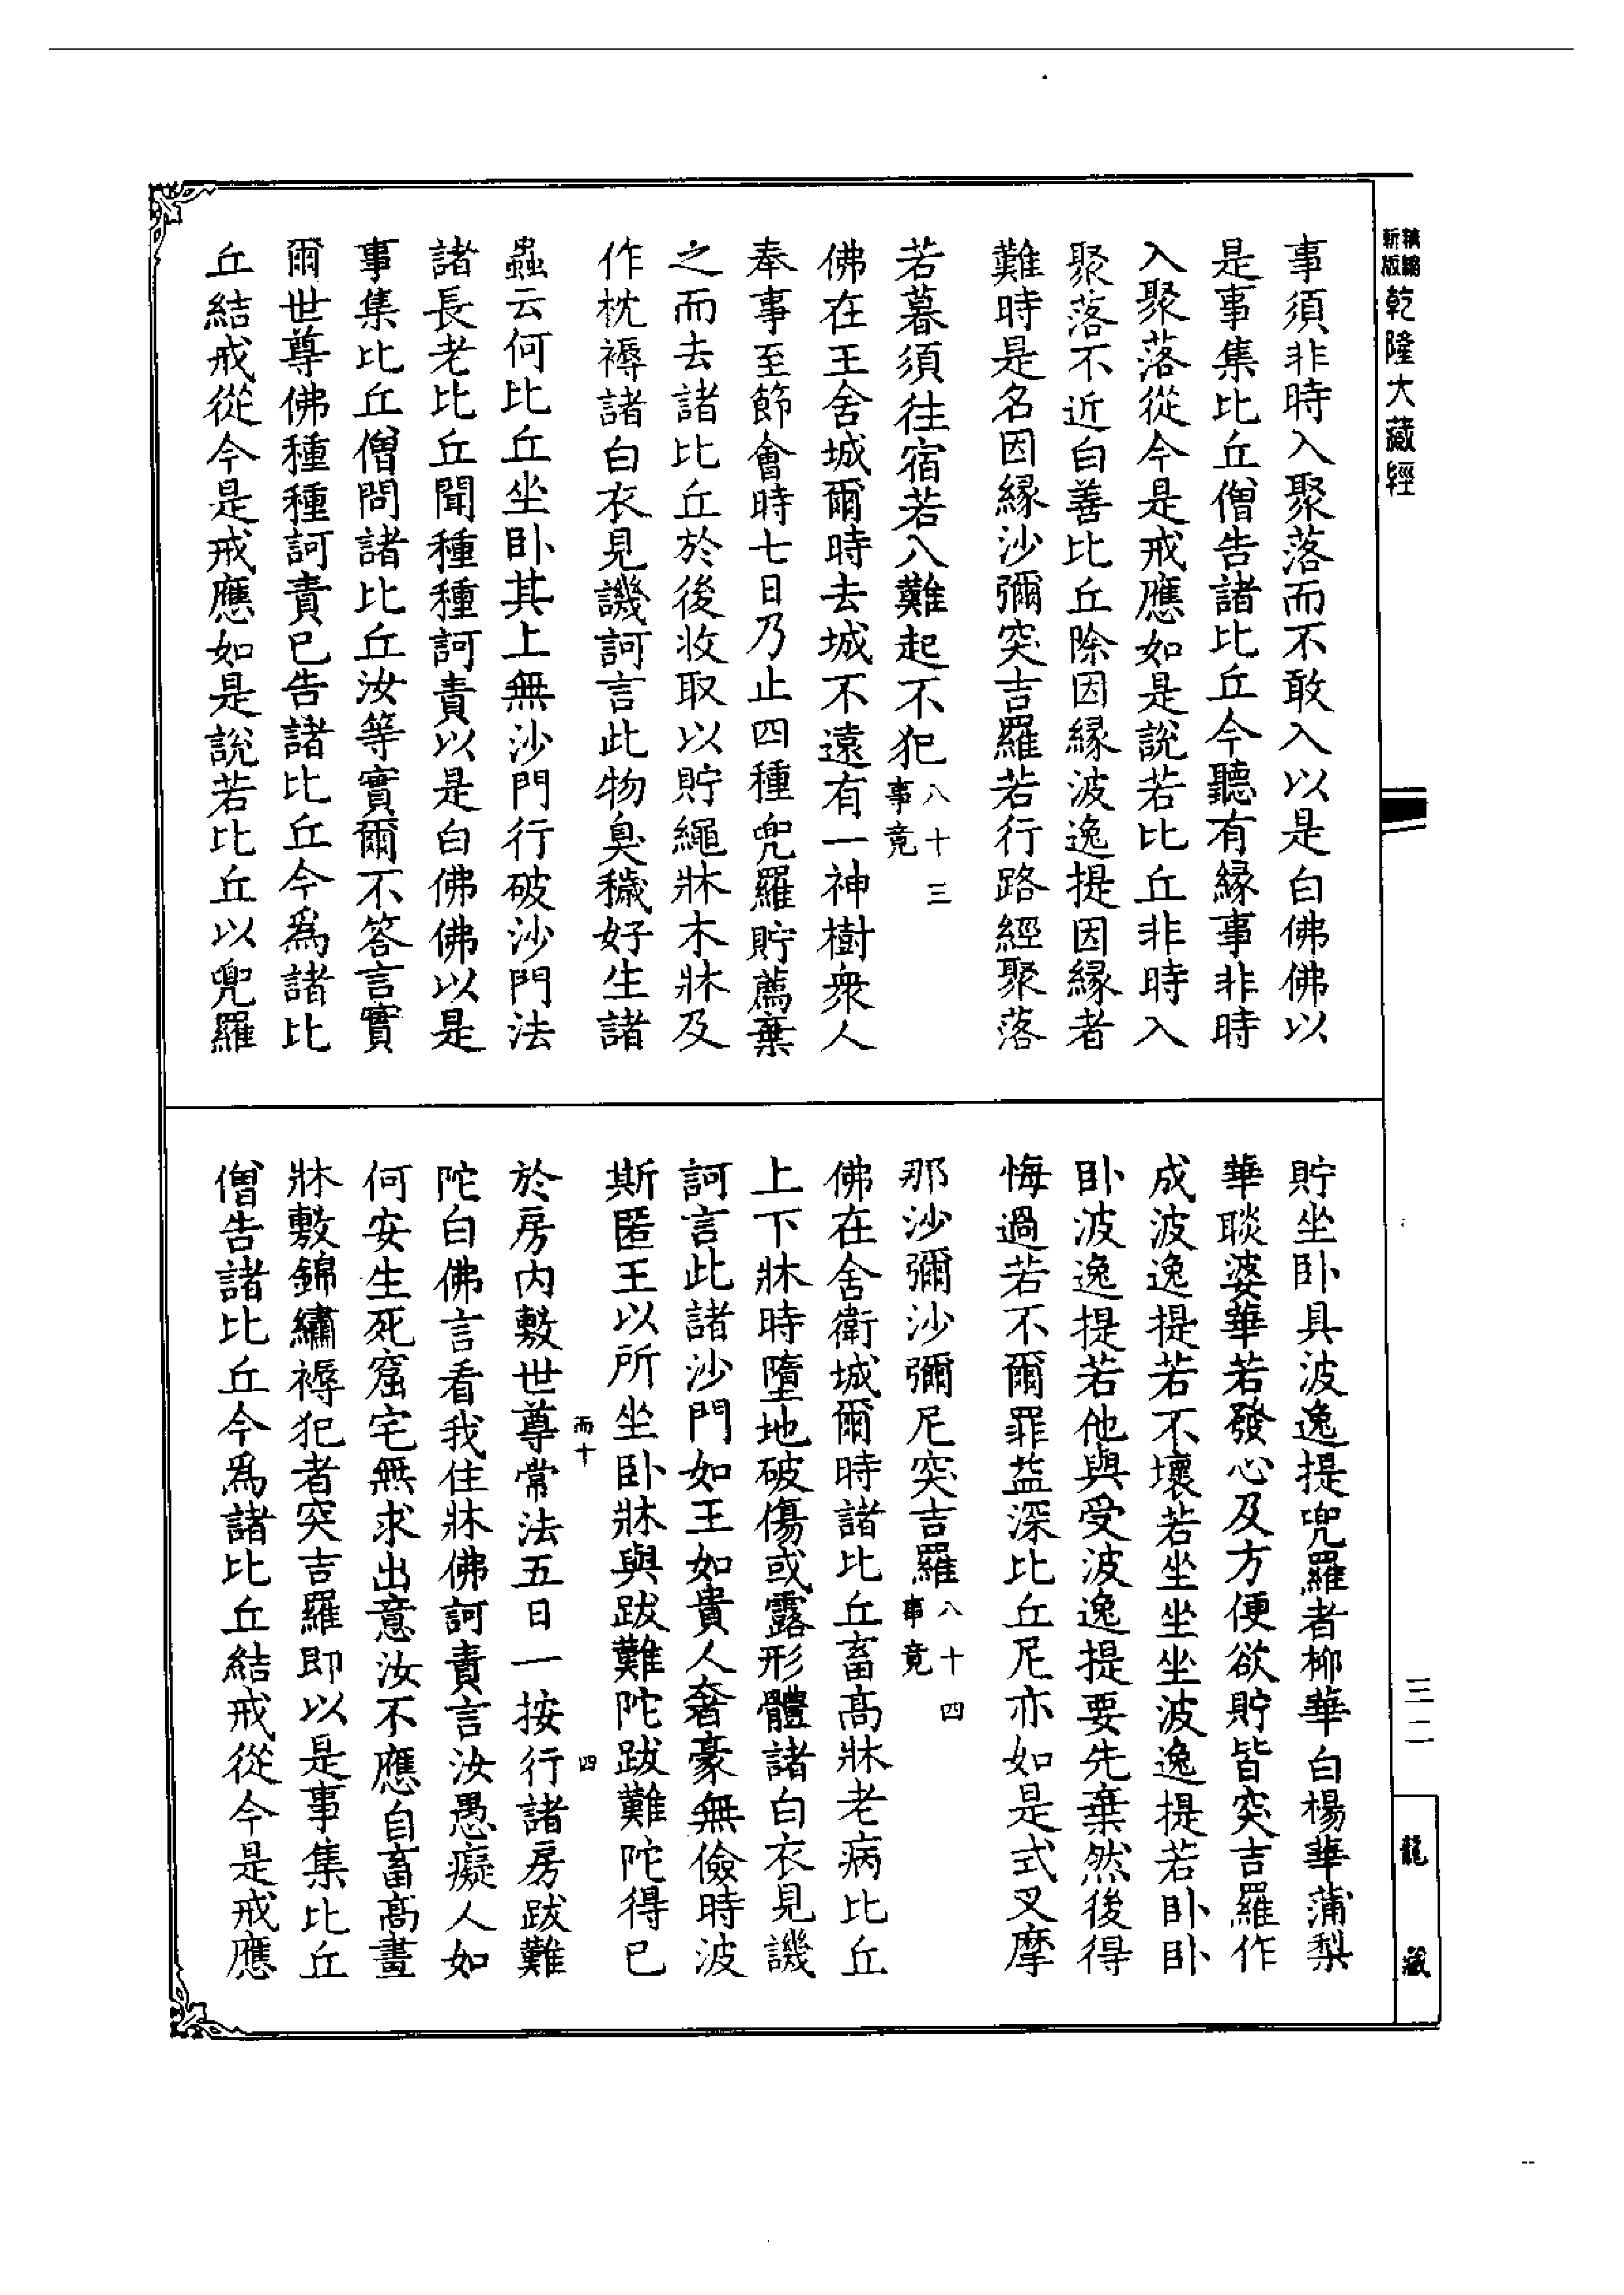 新版
縮
乾隆大藏經
事須非時入聚落而不敢入以是白佛佛以
是事集比丘僧告諸比丘今聽有緣事非時
入聚落從今是戒應如是說若比丘非時入
聚落不近白善比丘除因緣波逸提因緣者
難時是名因緣沙彌突吉羅若行路經聚落
若暮須往宿若八難起不犯八十三事竟
佛在王舍城爾時去城不遠有一神樹衆人
奉事至節會時七日乃止四種兜羅貯薦棄
之而去諸比丘於後收取以貯繩牀木牀及
作枕褥諸白衣見譏訶言此物臭穢好生諸
蟲云何比丘坐臥其上無沙門行破沙門法
諸長老比丘聞種種訶責以是白佛佛以是
事集比丘僧問諸比丘汝等實爾不答言實
爾世尊佛種種訶責已告諸比丘今爲諸比
丘結戒從今是戒應如是說若比丘以兜羅
貯坐臥具波逸提兜羅者柳華白楊華蒲梨
華睒婆華若發心及方便欲貯皆突吉羅作
成波逸提若不壞若坐坐坐波逸提若臥臥
臥波逸提若他與受波逸提要先棄然後得
悔過若不爾罪益深比丘尼亦如是式叉摩
那沙彌沙彌尼突吉羅八十四事竟
佛在舍衛城爾時諸比丘畜高牀老病比丘
上下牀時墮地破傷或露形體諸白衣見譏
訶言此諸沙門如王如貴人奢豪無儉時波
斯匿王以所坐臥牀與跋難陀跋難陀得已
而十
四
於房內敷世尊常法五日一按行諸房跋難
陀白佛言看我住牀佛訶責言汝愚癡人如
何安生死窟宅無求出意汝不應自畜高畫
牀敷錦繡褥犯者突吉羅即以是事集比丘
僧告諸比丘今爲諸比丘結戒從今是戒應
三二
龍藏